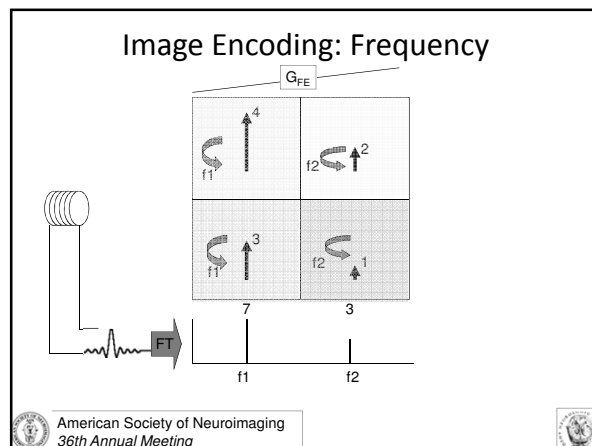 Image Encoding: Frequency
GFE
4
2
f1
f2
3
1
f1
f2
7 3
FT
f1 f2
American Society of Neuroimaging
36th Annual Meeting